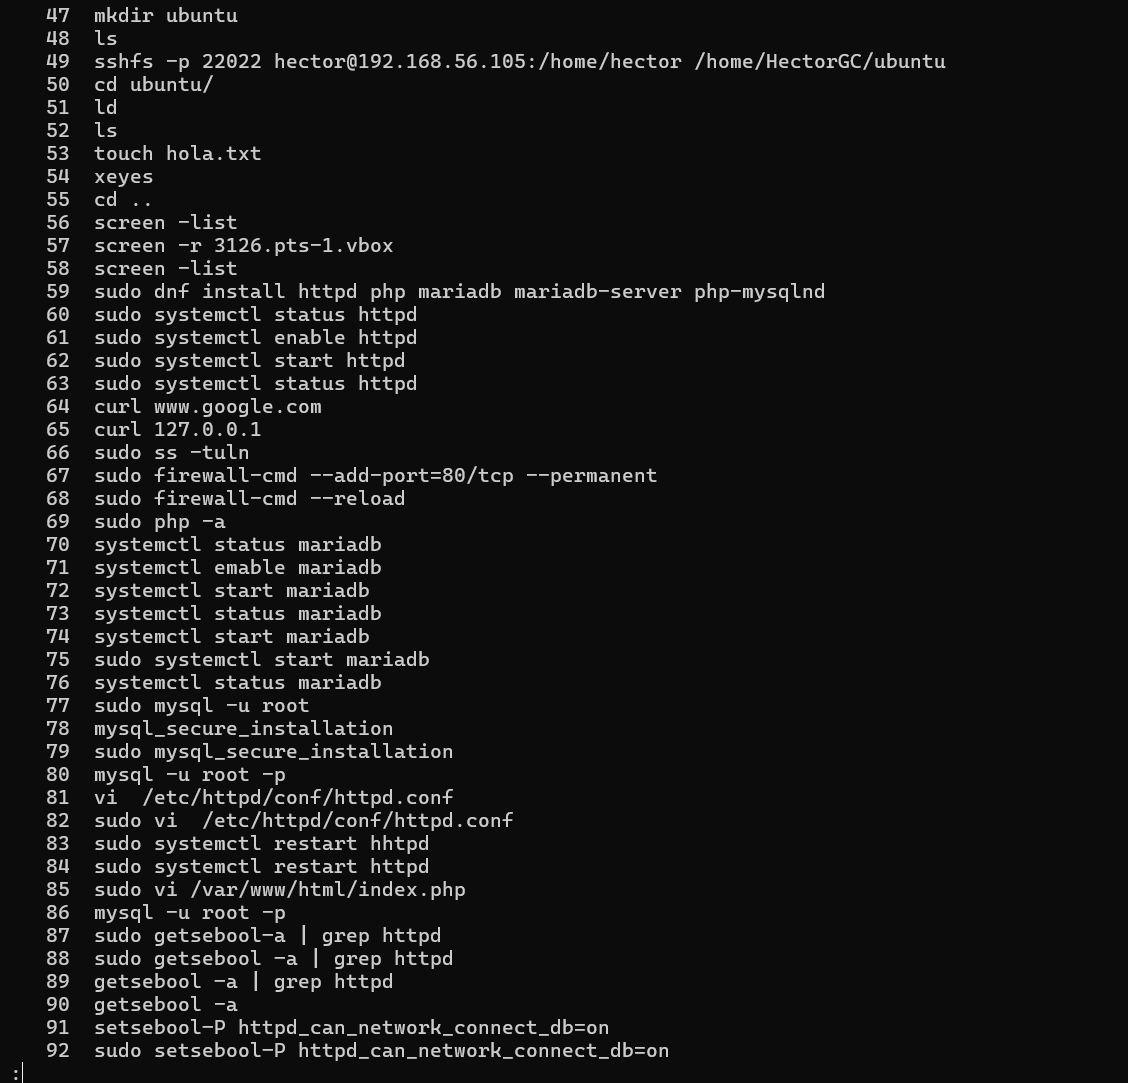 47  mkdir ubuntu
48  ls
49  sshfs -p 22022 hector@192.168.56.105:/home/hector /home/HectorGC/ubuntu
50  cd ubuntu/
51  ld
52  ls
53  touch hola.txt
54  xeyes
55  cd ..
56  screen -list
57  screen -r 3126.pts-1.vbox
58  screen -list
59  sudo dnf install httpd php mariadb mariadb-server php-mysqlnd
60  sudo systemctl status httpd
61  sudo systemctl enable httpd
62  sudo systemctl start httpd
63  sudo systemctl status httpd
64  curl www.google.com
65  curl 127.0.0.1
66  sudo ss -tuln
67  sudo firewall-cmd --add-port=80/tcp --permanent
68  sudo firewall-cmd --reload
69  sudo php -a
70  systemctl status mariadb
71  systemctl emable mariadb
72  systemctl start mariadb
73  systemctl status mariadb
74  systemctl start mariadb
75  sudo systemctl start mariadb
76  systemctl status mariadb
77  sudo mysql -u root
78  mysql_secure_installation
79  sudo mysql_secure_installation
80  mysql -u root -p
81  vi  /etc/httpd/conf/httpd.conf
82  sudo vi  /etc/httpd/conf/httpd.conf
83  sudo systemctl restart hhtpd
84  sudo systemctl restart httpd
85  sudo vi /var/www/html/index.php
86  mysql -u root -p
87  sudo getsebool-a | grep httpd
88  sudo getsebool -a | grep httpd
89  getsebool -a | grep httpd
90  getsebool -a
91  setsebool-P httpd_can_network_connect_db=on
92  sudo setsebool-P httpd_can_network_connect_db=on
: